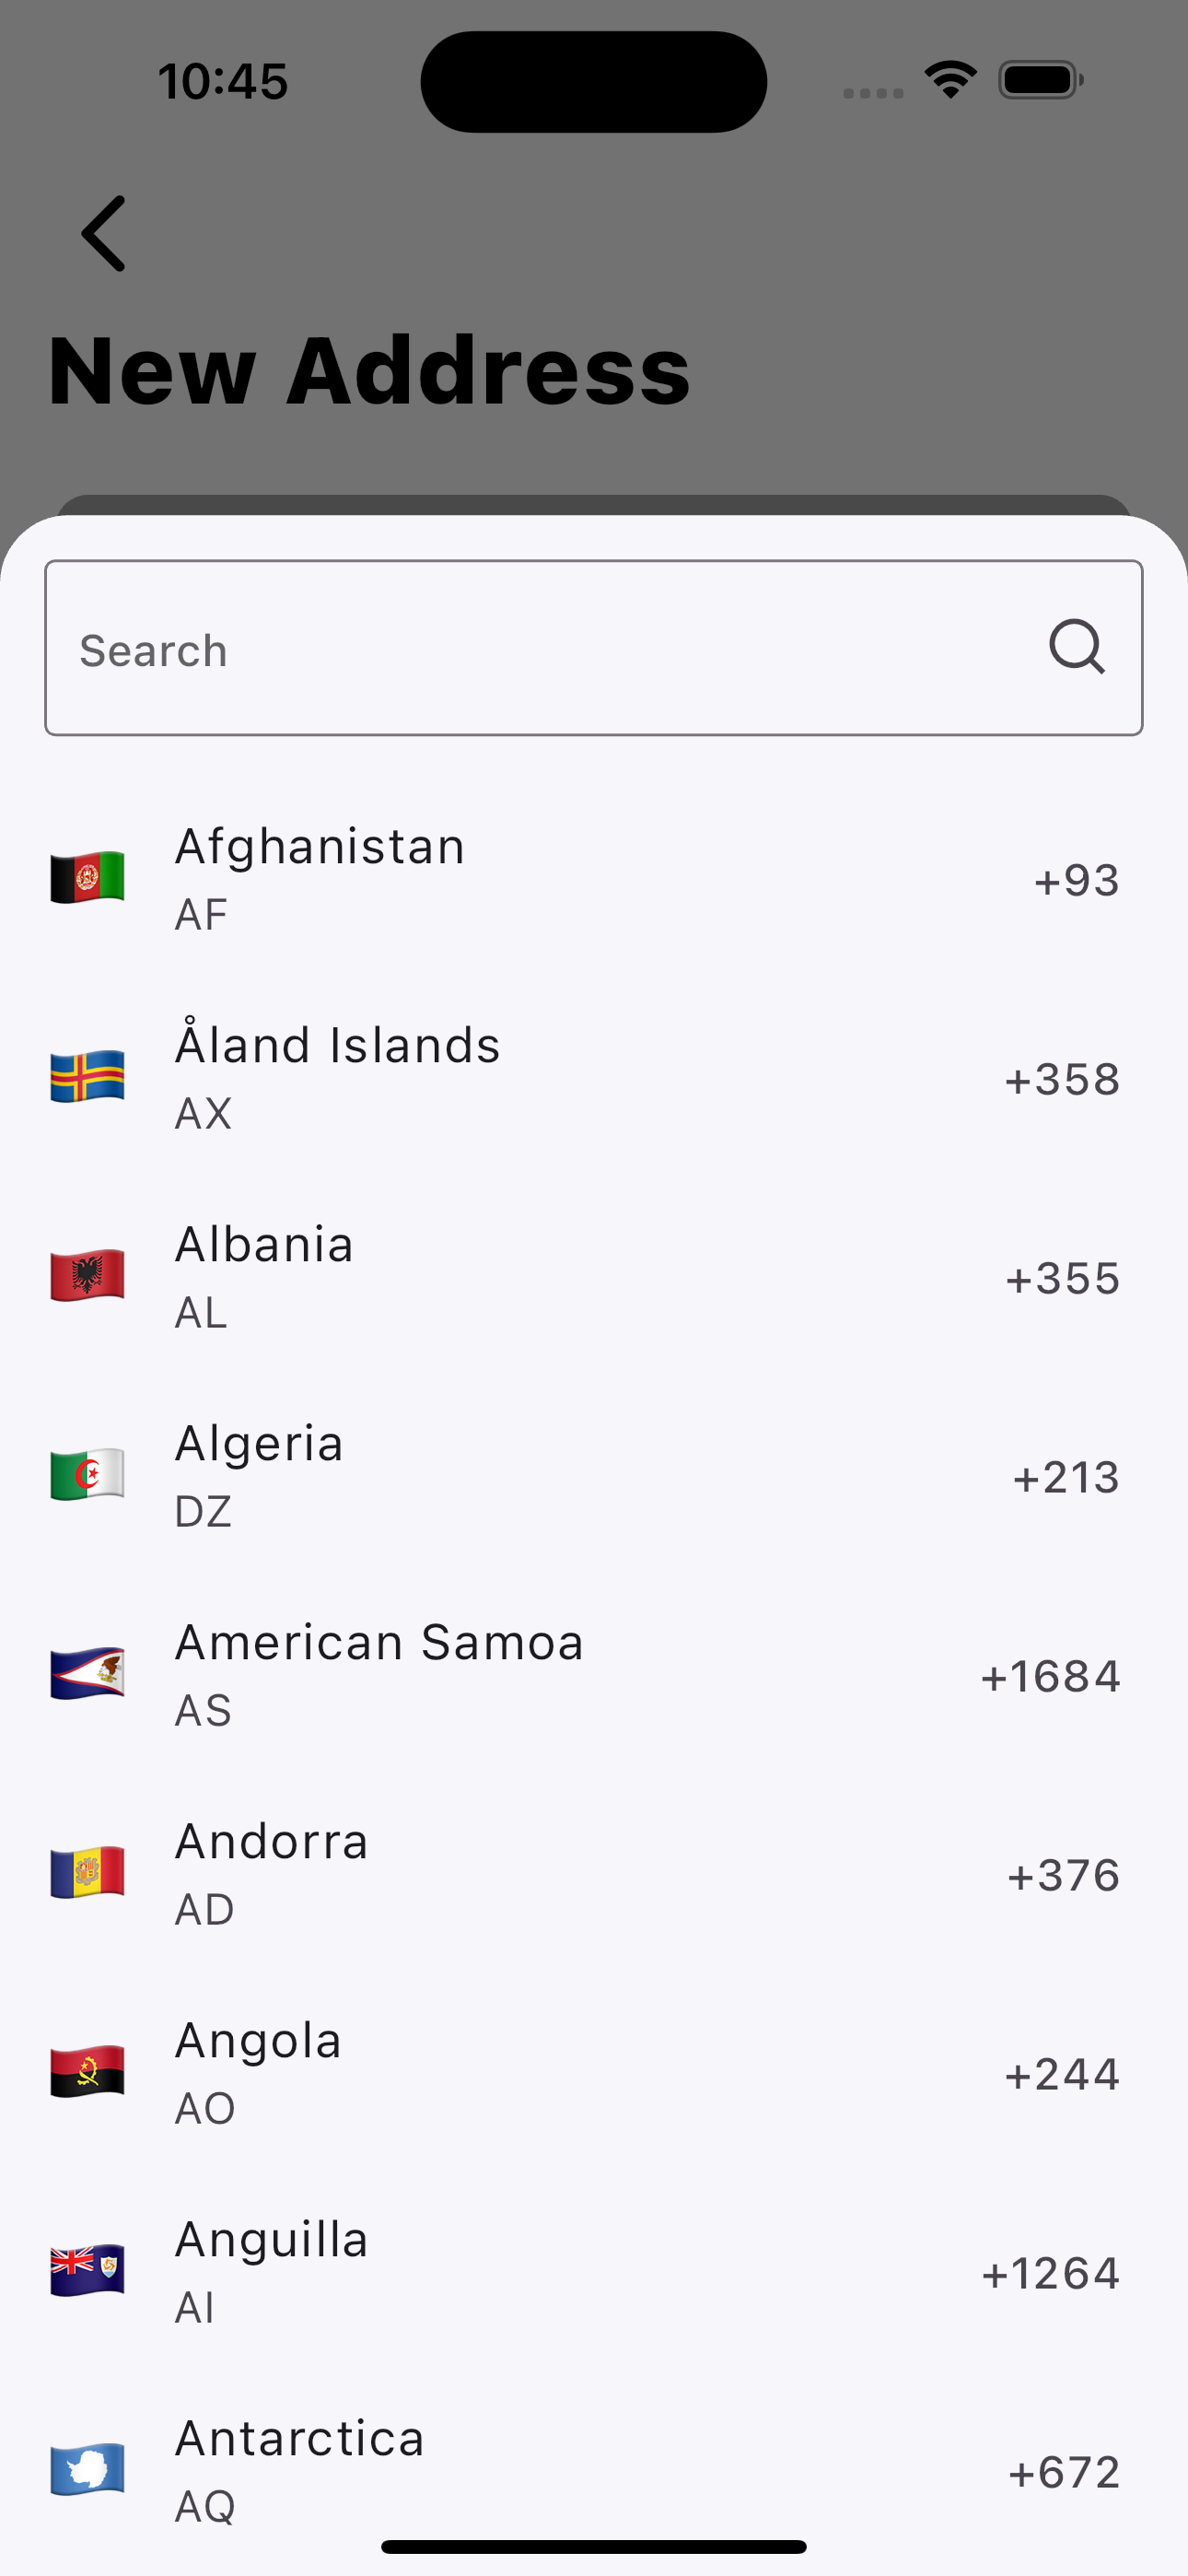 10:45
New Address
Search
Afghanistan
AF
+93
Åland Islands
AX
+358
Albania
AL
+355
Algeria
DZ
+213
American Samoa
AS
+1684
Andorra
AD
+376
Angola
AO
+244
Anguilla
AI
+1264
Antarctica
AQ
+672